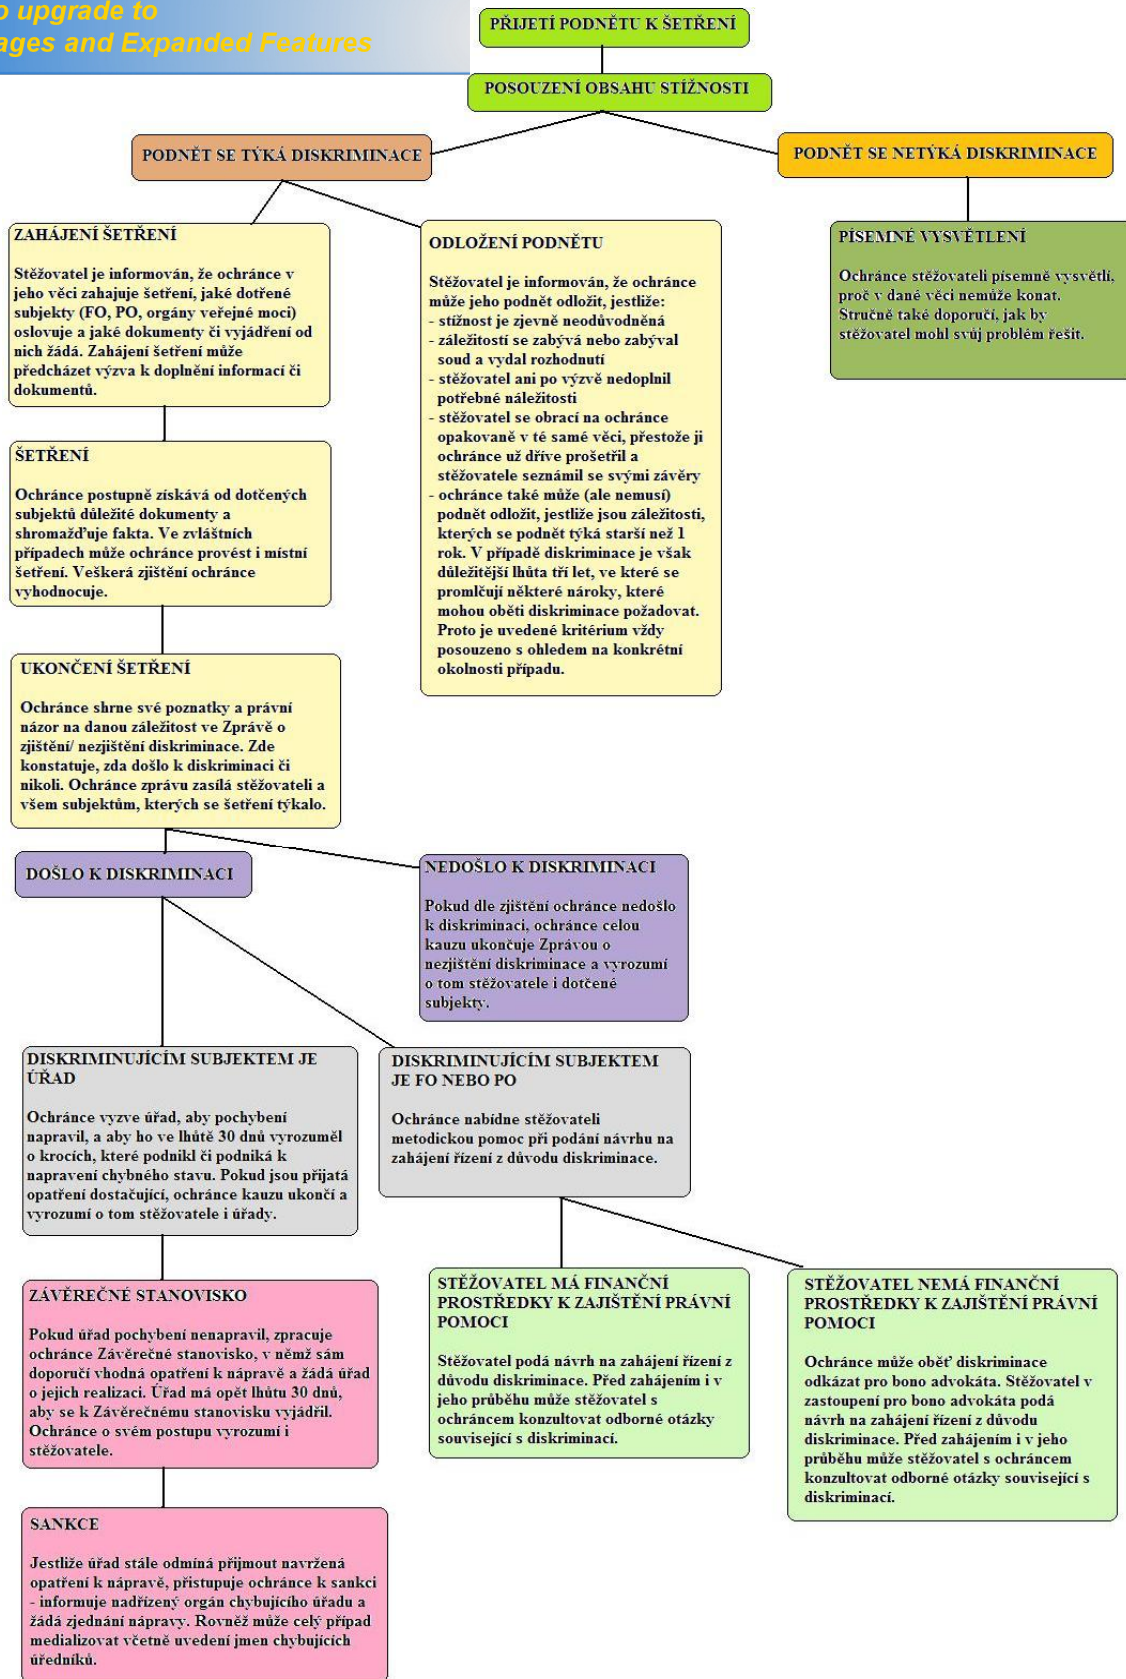 o upgrade to
ages and Expanded Features
PŘIJETÍ PODNĚTU K ŠETŘENÍ
POSOUZENÍ OBSAHU STÍŽNOSTI
PODNĚT SE TÝKÁ DISKRIMINACE
PODNĚT SE NETÝKÁ DISKRIMINACE
ZAHÁJENÍ ŠETŘENÍ
Stěžovatel je informován, že ochránce v
jeho věci zahajuje šetření, jaké dotřené
subjekty (FO, PO, orgány veřejné moci)
oslovuje a jaké dokumenty či vyjádření od
nich žádá. Zahájení šetření může
předcházet výzva k doplnění informací či
dokumentů.
ODLOŽENÍ PODNĚTU
Stěžovatel je informován, že ochránce
může jeho podnět odložit, jestliže:
- stížnost je zjevně neodůvodněná
- záležitostí se zabývá nebo zabýval
soud a vydal rozhodnutí
- stěžovatel ani po výzvě nedoplnil
potřebné náležitosti
- stěžovatel se obrací na ochránce
opakovaně v té samé věci, přestože ji
ochránce už dříve prošetřil a
stěžovatele seznámil se svými závěry
- ochránce také může (ale nemusí)
podnět odložit, jestliže jsou záležitosti,
kterých se podnět týká starší než 1
rok. V případě diskriminace je však
důležitější lhůta tří let, ve které se
promlčují některé nároky, které
mohou oběti diskriminace požadovat.
Proto je uvedené kritérium vždy
posouzeno s ohledem na konkrétní
okolnosti případu.
PÍSEMNÉ VYSVĚTLENÍ
Ochránce stěžovateli písemně vysvětlí,
proč v dané věci nemůže konat.
Stručně také doporučí, jak by
stěžovatel mohl svůj problém řešit.
ŠETŘENÍ
Ochránce postupně získává od dotčených
subjektů důležité dokumenty a
shromažďuje fakta. Ve zvláštních
případech může ochránce provést i místní
šetření. Veškerá zjištění ochránce
vyhodnocuje.
UKONČENÍ ŠETŘENÍ
Ochránce shrne své poznatky a právní
názor na danou záležitost ve Zprávě o
zjištění/ nezjištění diskriminace. Zde
konstatuje, zda došlo k diskriminaci či
nikoli. Ochránce zprávu zasílá stěžovateli a
všem subjektům, kterých se šetření týkalo.
DOŠLO K DISKRIMINACI
NEDOŠLO K DISKRIMINACI
Pokud dle zjištění ochránce nedošlo
k diskriminaci, ochránce celou
kauzu ukončuje Zprávou o
nezjištění diskriminace a vyrozumí
o tom stěžovatele i dotčené
subjekty.
DISKRIMINUJÍCÍM SUBJEKTEM JE
ÚŘAD
Ochránce vyzve úřad, aby pochybení
napravil, a aby ho ve lhůtě 30 dnů vyrozuměl
o krocích, které podnikl či podniká k
napravení chybného stavu. Pokud jsou přijatá
opatření dostačující, ochránce kauzu ukončí a
vyrozumí o tom stěžovatele i úřady.
DISKRIMINUJÍCÍM SUBJEKTEM
JE FO NEBO PO
Ochránce nabídne stěžovateli
metodickou pomoc při podání návrhu na
zahájení řízení z důvodu diskriminace.
ZÁVĚREČNÉ STANOVISKO
Pokud úřad pochybení nenapravil, zpracuje
ochránce Závěrečné stanovisko, v němž sám
doporučí vhodná opatření k nápravě a žádá úřad
o jejich realizaci. Úřad má opět lhůtu 30 dnů,
aby se k Závěrečnému stanovisku vyjádřil.
Ochránce o svém postupu vyrozumí i
stěžovatele.
STĚŽOVATEL MÁ FINANČNÍ
PROSTŘEDKY K ZAJIŠTĚNÍ PRÁVNÍ
POMOCI
Stěžovatel podá návrh na zahájení řízení z
důvodu diskriminace. Před zahájením i v
jeho průběhu může stěžovatel s
ochráncem konzultovat odborné otázky
související s diskriminací.
STĚŽOVATEL NEMÁ FINANČNÍ
PROSTŘEDKY K ZAJIŠTĚNÍ PRÁVNÍ
POMOCI
Ochránce může oběť diskriminace
odkázat pro bono advokáta. Stěžovatel v
zastoupení pro bono advokáta podá
návrh na zahájení řízení z důvodu
diskriminace. Před zahájením i v jeho
průběhu může stěžovatel s ochráncem
konzultovat odborné otázky související s
diskriminací.
SANKCE
Jestliže úřad stále odmíná přijmout navržená
opatření k nápravě, přistupuje ochránce k sankci
- informuje nadřízený orgán chybujícího úřadu a
žádá zjednání nápravy. Rovněž může celý případ
medializovat včetně uvedení jmen chybujících
úředníků.